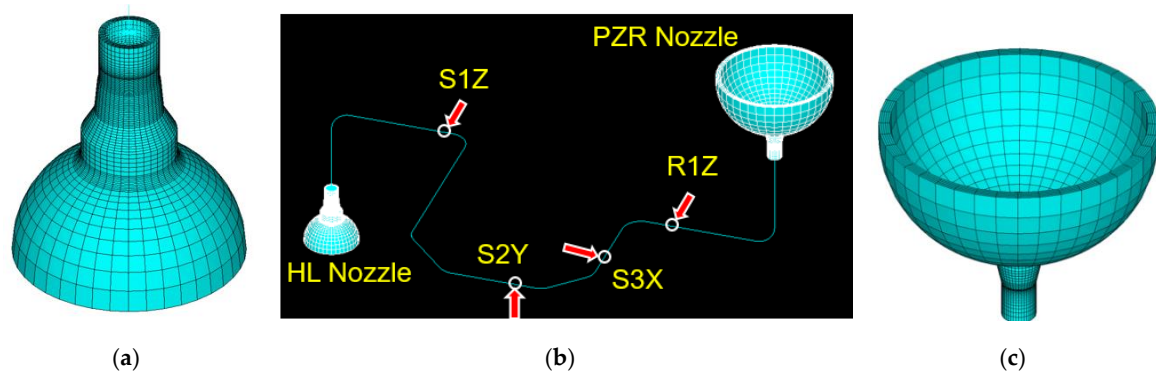 PZR Nozzle
S1Z
R1Z
S2Y
HL Nozzle
S3X
(a)
(b)
(c)